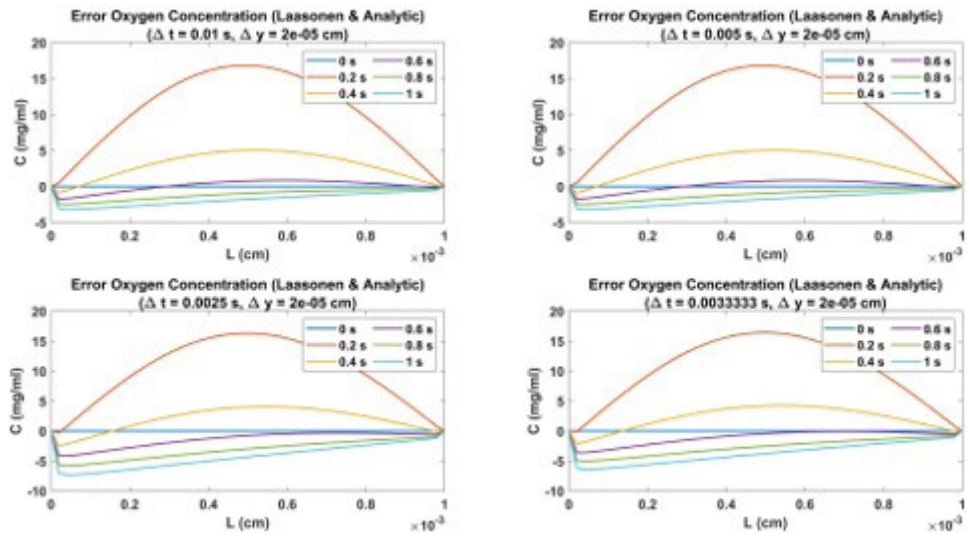 Error Oxygen Concentration (Laasonen & Analytic)
(Δ t = 0.01 s, Δ y = 2e-05 cm)
20
15
10
5
0
-5
C (mg/ml)
0 s
0.2 s
0.4 s
0.6 s
0.8 s
1 s
0
0.2
0.4
0.6
0.8
1
L (cm)
×10⁻³
Error Oxygen Concentration (Laasonen & Analytic)
(Δ t = 0.005 s, Δ y = 2e-05 cm)
20
15
10
5
0
-5
C (mg/ml)
0 s
0.2 s
0.4 s
0.6 s
0.8 s
1 s
0
0.2
0.4
0.6
0.8
1
L (cm)
×10⁻³
Error Oxygen Concentration (Laasonen & Analytic)
(Δ t = 0.0025 s, Δ y = 2e-05 cm)
20
15
10
5
0
-5
-10
C (mg/ml)
0 s
0.2 s
0.4 s
0.6 s
0.8 s
1 s
0
0.2
0.4
0.6
0.8
1
L (cm)
×10⁻³
Error Oxygen Concentration (Laasonen & Analytic)
(Δ t = 0.0033333 s, Δ y = 2e-05 cm)
20
15
10
5
0
-5
-10
C (mg/ml)
0 s
0.2 s
0.4 s
0.6 s
0.8 s
1 s
0
0.2
0.4
0.6
0.8
1
L (cm)
×10⁻³